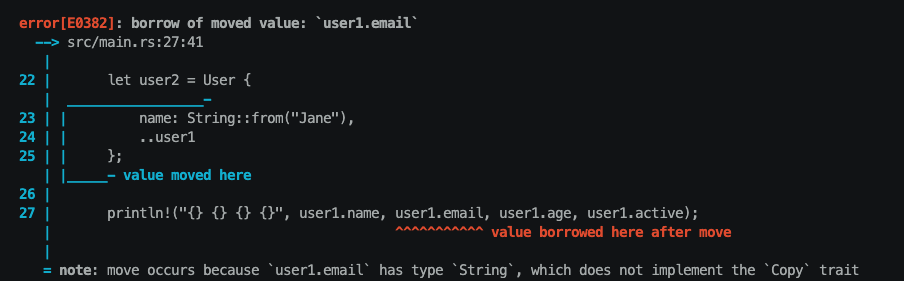 error[E0382]: borrow of moved value: `user1.email`
  --> src/main.rs:27:41
   |
22 |       let user2 = User {
   |  _________________-
23 | |         name: String::from("Jane"),
24 | |         ..user1
25 | |     };
   | |_____- value moved here
26 |
27 |       println!("{} {} {} {}", user1.name, user1.email, user1.age, user1.active);
   |                                           ^^^^^^^^^^^ value borrowed here after move
   |
   = note: move occurs because `user1.email` has type `String`, which does not implement the `Copy` trait